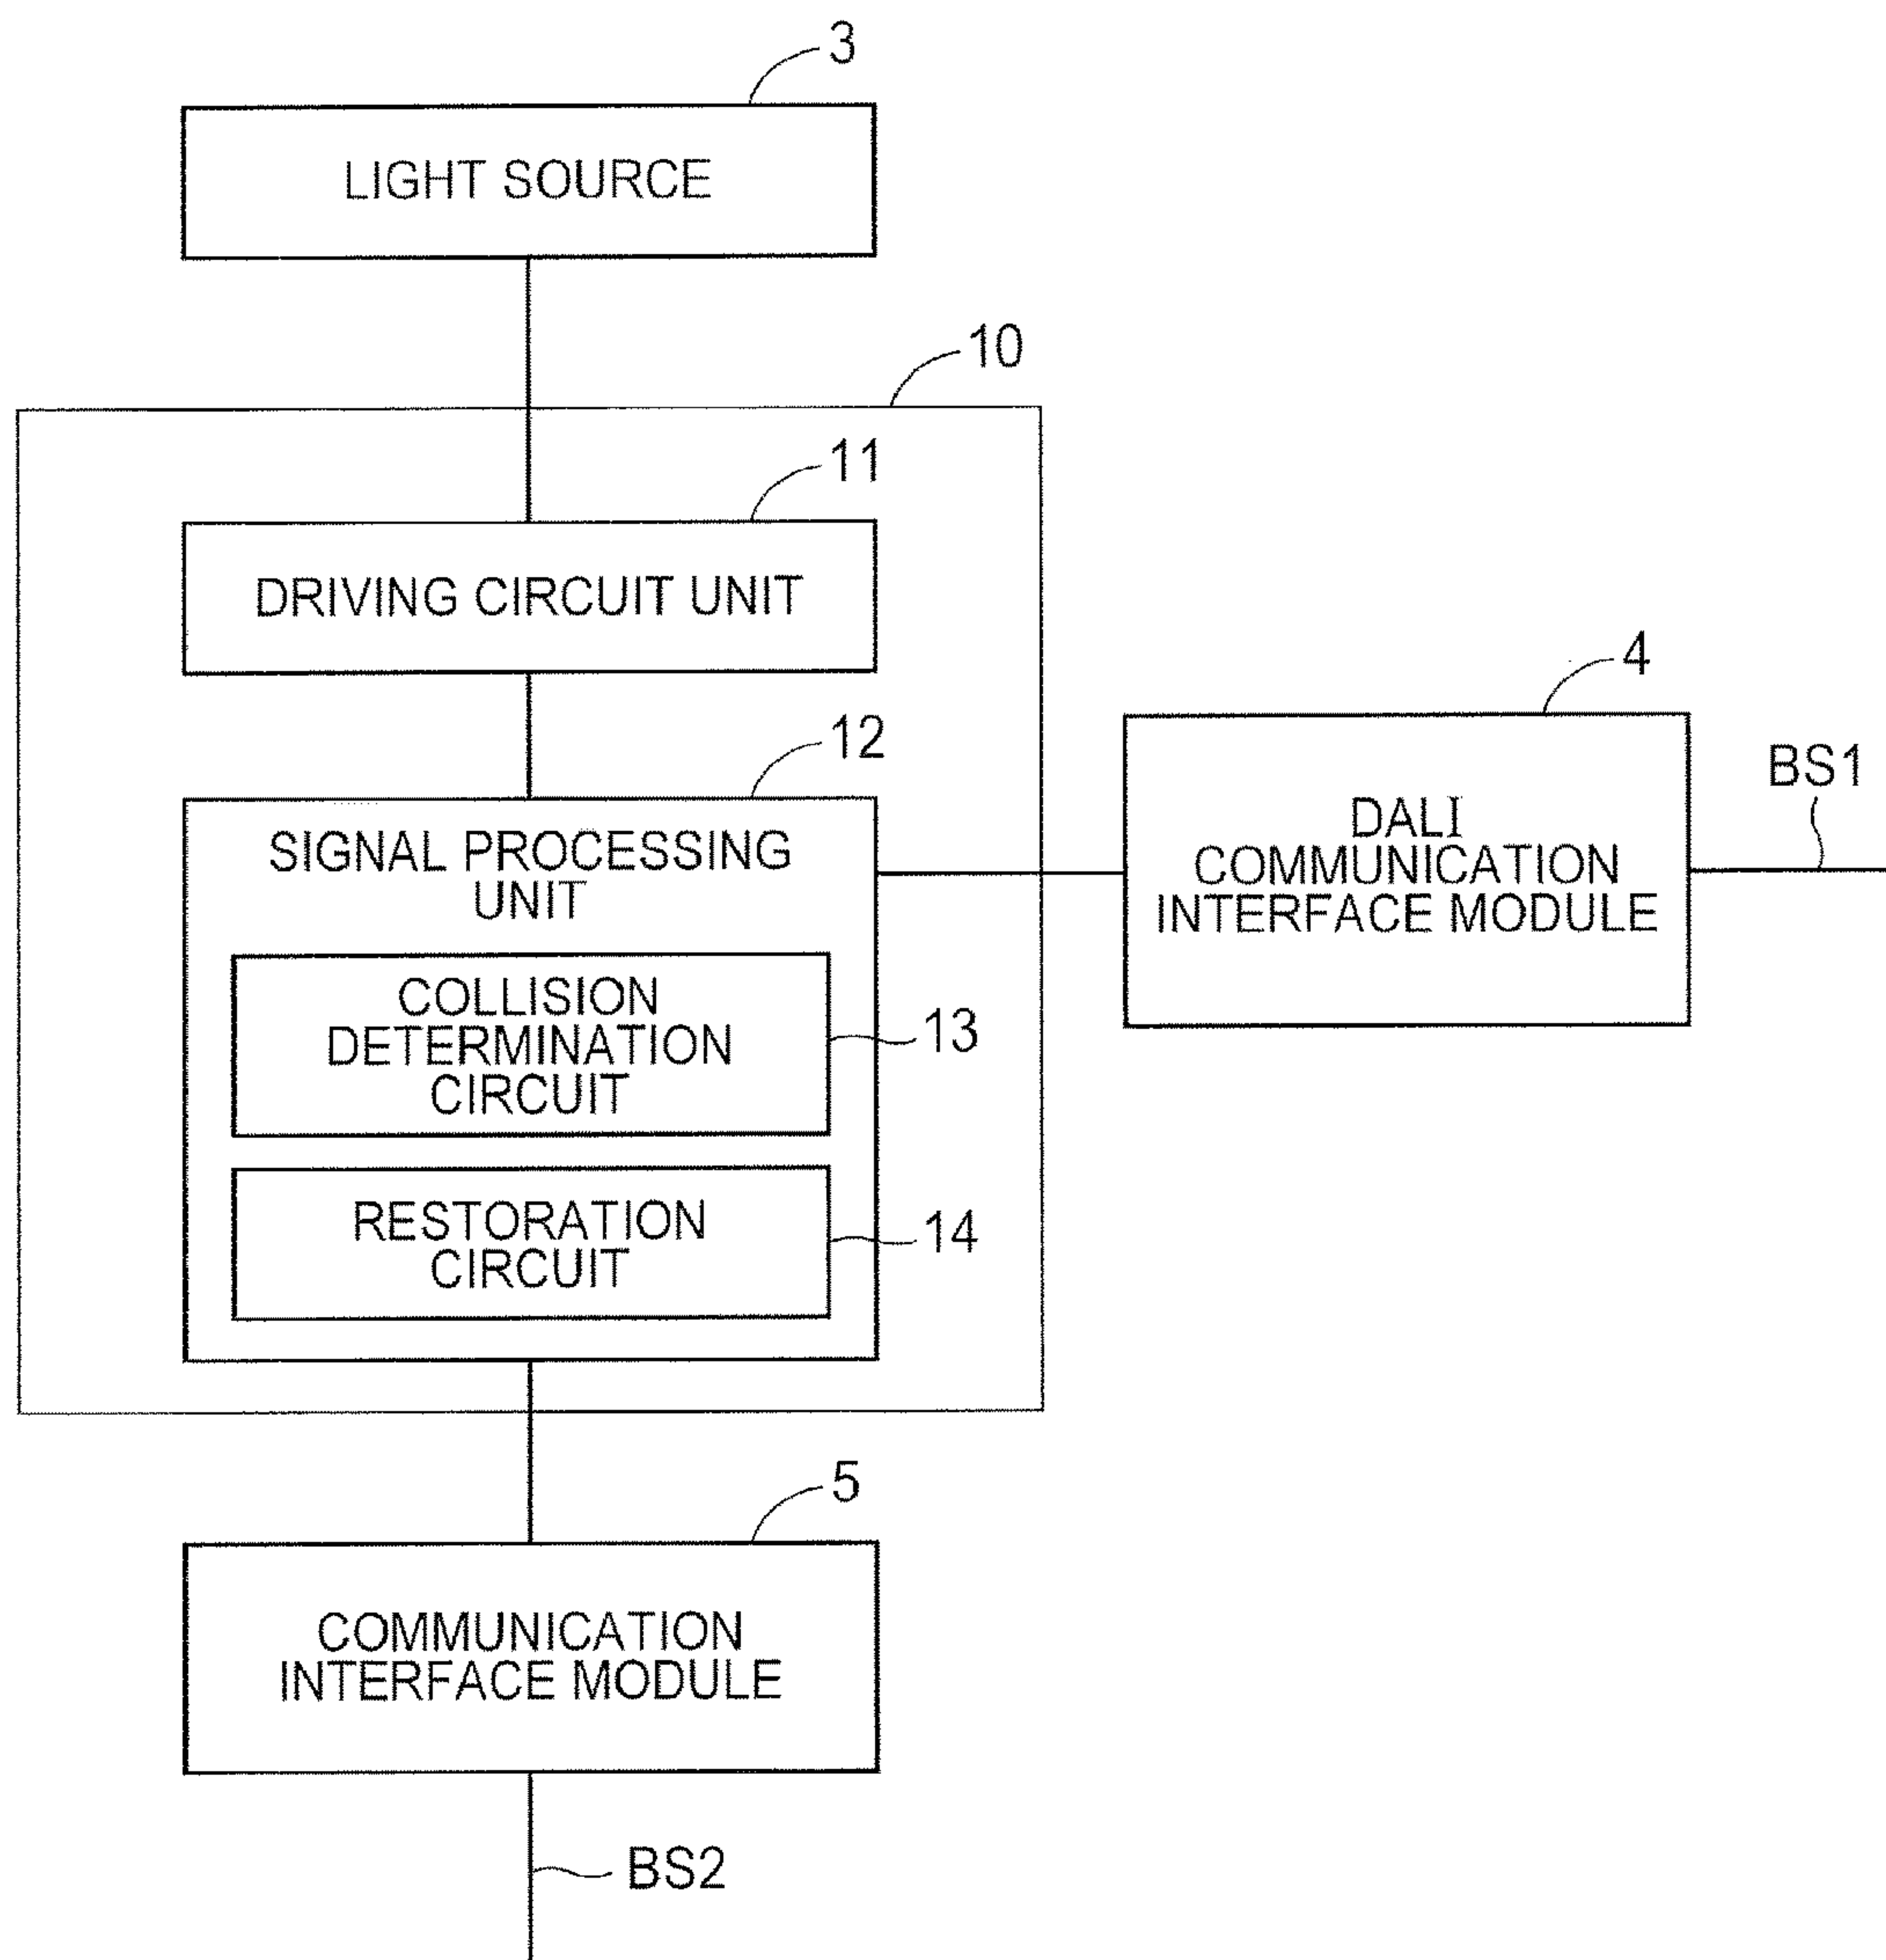 3
LIGHT SOURCE
10
11
DRIVING CIRCUIT UNIT
12
SIGNAL PROCESSING
UNIT
COLLISION
DETERMINATION
CIRCUIT
13
RESTORATION
CIRCUIT
14
4
DALI
COMMUNICATION
INTERFACE MODULE
BS1
5
COMMUNICATION
INTERFACE MODULE
BS2